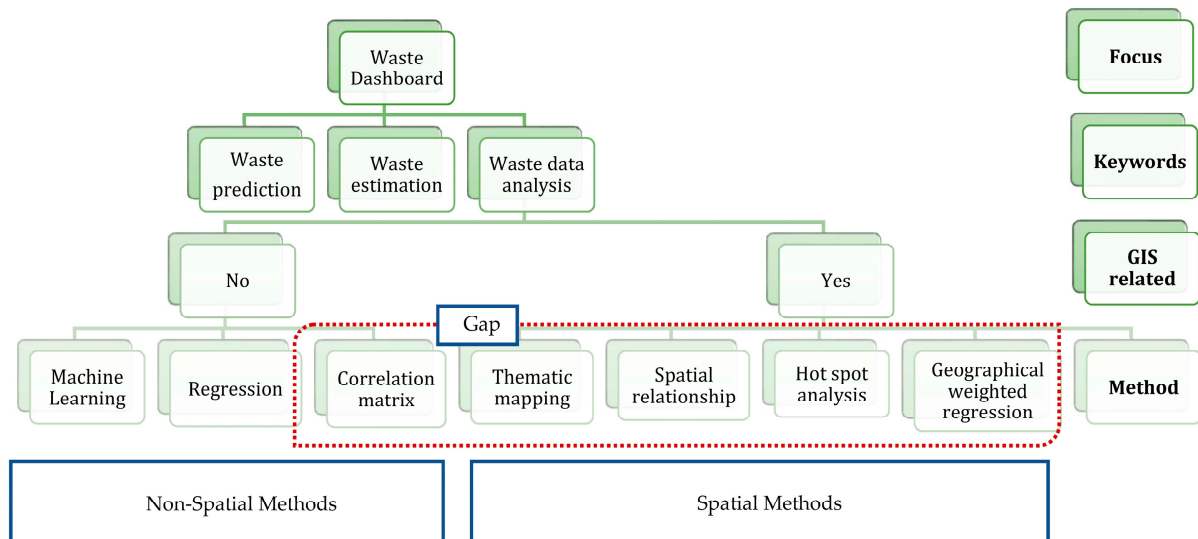 Waste
Dashboard
Focus
Waste
prediction
Waste
estimation
Waste data
analysis
Keywords
No
Yes
GIS
related
Gap
Machine
Learning
Regression
Correlation
matrix
Thematic
mapping
Spatial
relationship
Hot spot
analysis
Geographical
weighted
regression
Method
Non-Spatial Methods
Spatial Methods